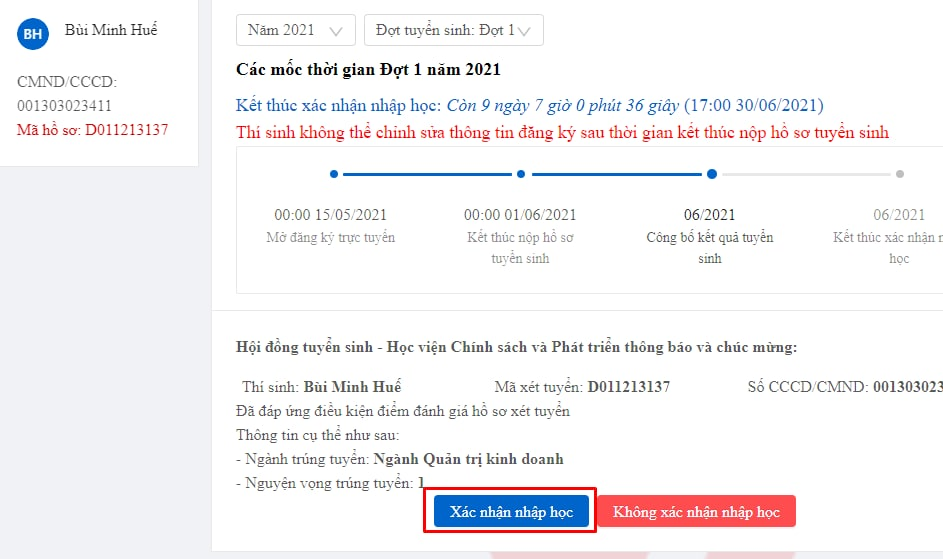 BH Bùi Minh Huế
CMND/CCCD:
001303023411
Mã hồ sơ: D011213137
Năm 2021 Đợt tuyển sinh: Đợt 1
Các mốc thời gian Đợt 1 năm 2021
Kết thúc xác nhận nhập học: Còn 9 ngày 7 giờ 0 phút 36 giây (17:00 30/06/2021)
Thí sinh không thể chỉnh sửa thông tin đăng ký sau thời gian kết thúc nộp hồ sơ tuyển sinh
00:00 15/05/2021 00:00 01/06/2021 06/2021 06/2021
Mở đăng ký trực tuyến Kết thúc nộp hồ sơ Công bố kết quả tuyển Kết thúc xác nhận
tuyển sinh sinh học
Hội đồng tuyển sinh - Học viện Chính sách và Phát triển thông báo và chúc mừng:
Thí sinh: Bùi Minh Huế Mã xét tuyển: D011213137 Số CCCD/CMND: 001303023
Đã đáp ứng điều kiện điểm đánh giá hồ sơ xét tuyển
Thông tin cụ thể như sau:
- Ngành trúng tuyển: Ngành Quản trị kinh doanh
- Nguyện vọng trúng tuyển: 1
Xác nhận nhập học Không xác nhận nhập học